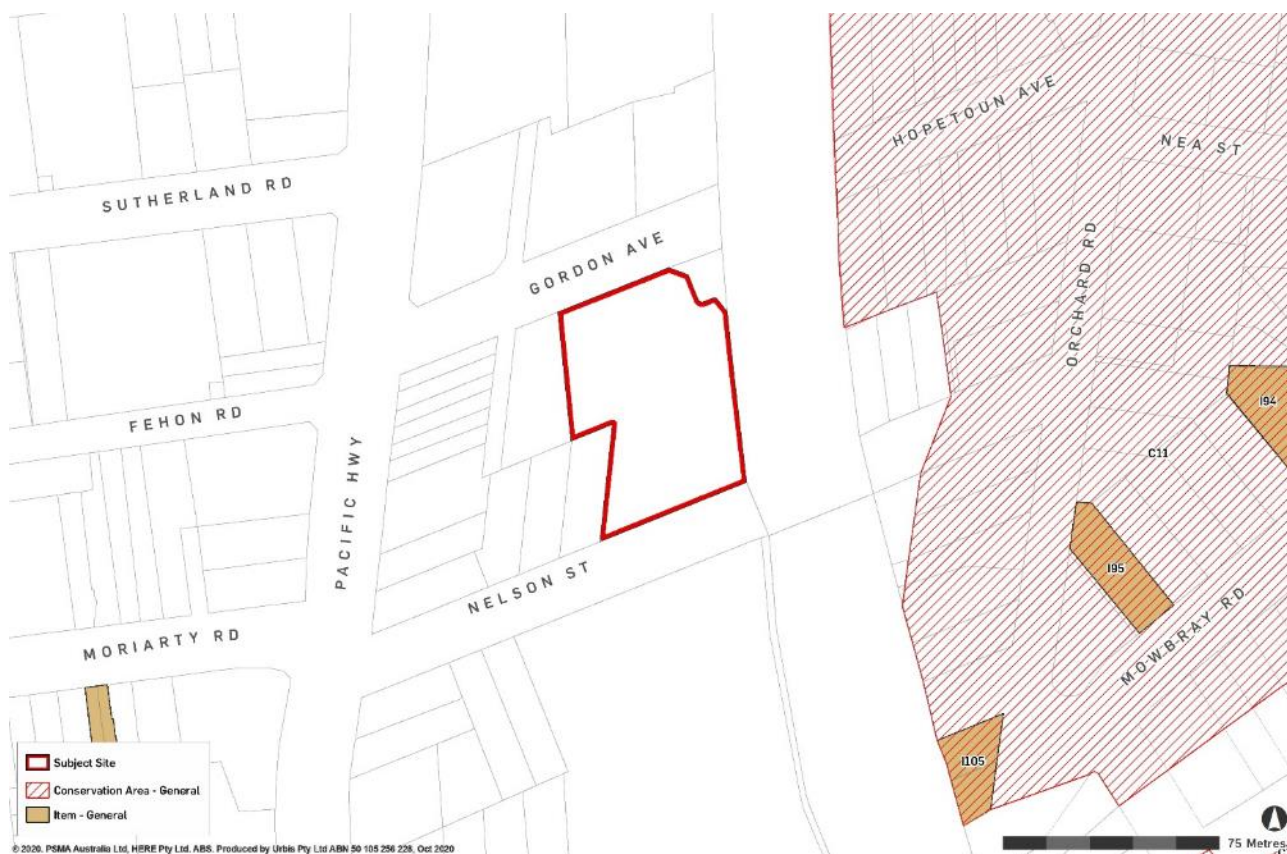 HOPETOUN AVE
NEA ST
SUTHERLAND RD
GORDON AVE
ORCHARD RD
I94
FEHON RD
C11
PACIFIC HWY
I95
NELSON ST
MOWBRAY RD
MORIARTY RD
I105
Subject Site
Conservation Area - General
Item - General
75 Metres
© 2020. PSMA Australia Ltd, HERE Pty Ltd. ABS. Produced by Urbis Pty Ltd ABN 50 105 256 228, Oct 2020